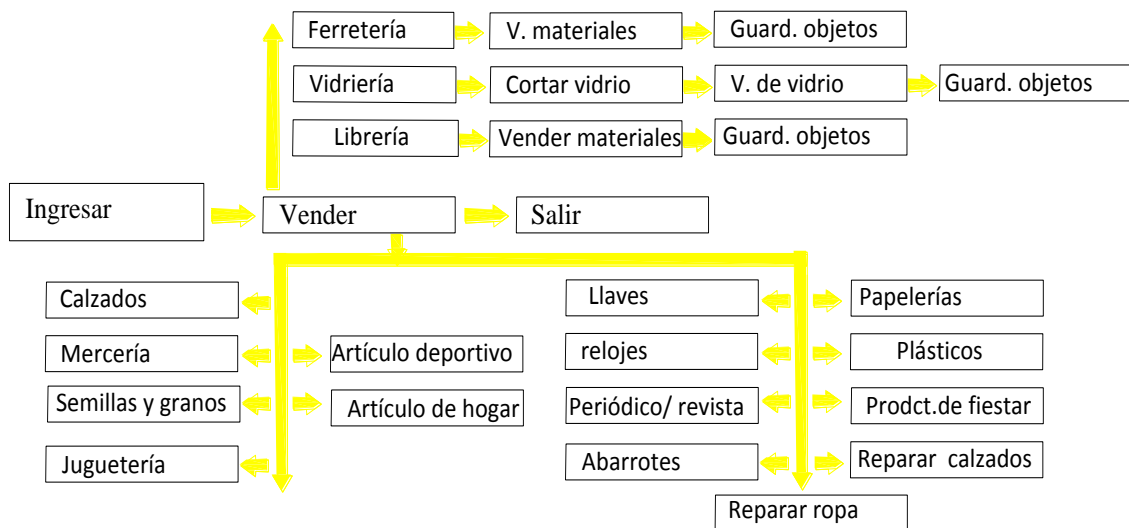 Ferretería
V. materiales
Guard. objetos
Vidriería
Cortar vidrio
V. de vidrio
Guard. objetos
Librería
Vender materiales
Guard. objetos
Ingresar
Vender
Salir
Calzados
Mercería
Artículo deportivo
Semillas y granos
Artículo de hogar
Juguetería
Llaves
Papelerías
relojes
Plásticos
Periódico/ revista
Prodct.de fiestar
Abarrotes
Reparar calzados
Reparar ropa